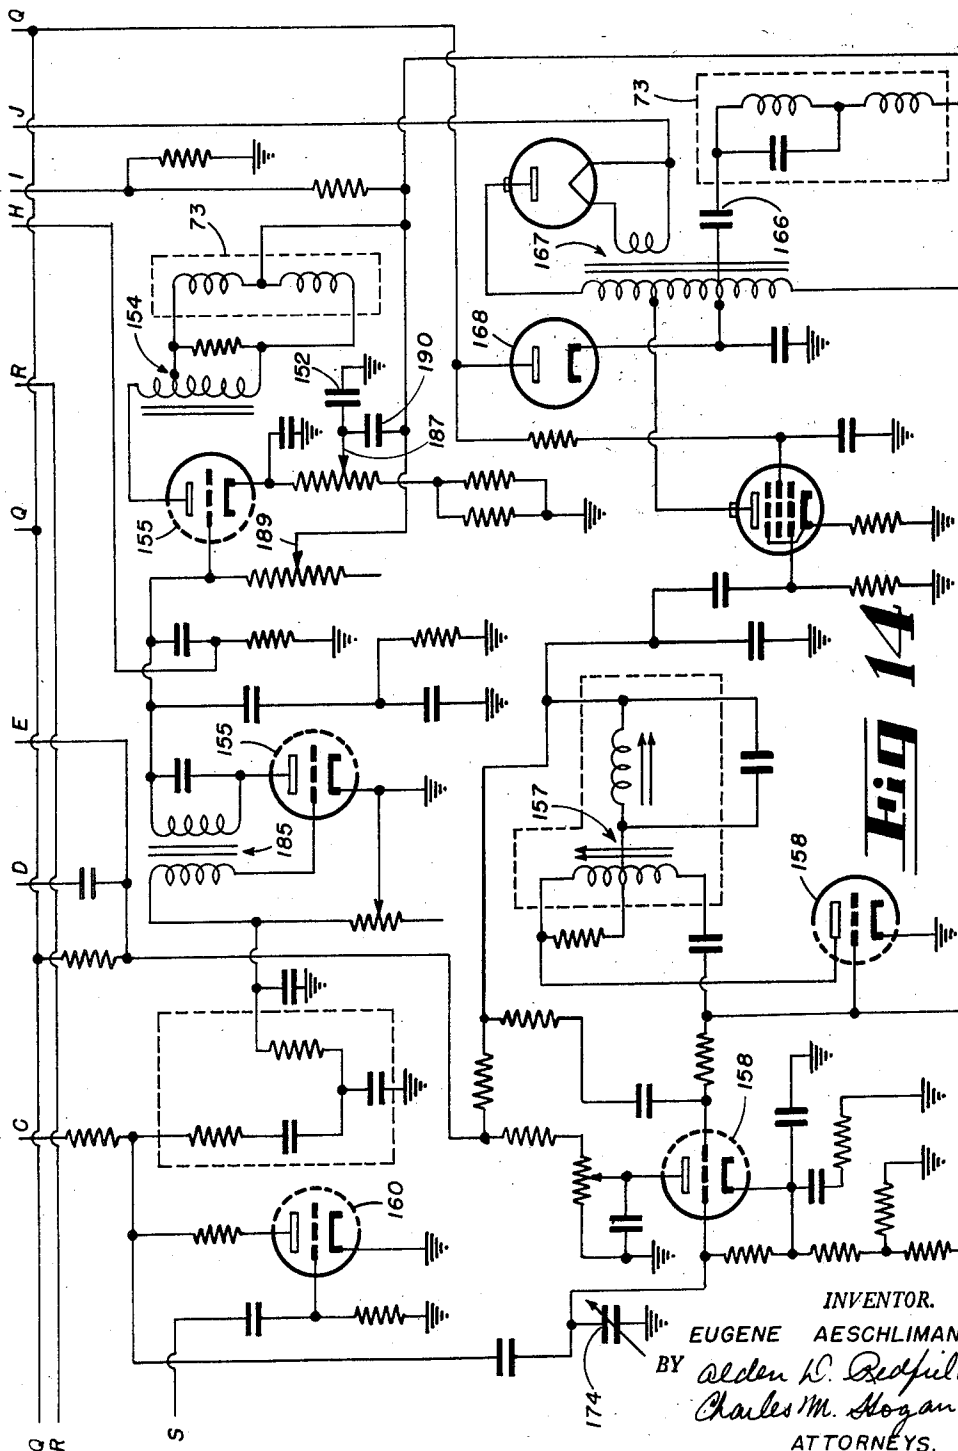 Q
R
S
C
D
E
Q
R
H
I
J
Q
160
185
155
155
189
154
73
152
190
187
168
167
73
166
157
158
158
174
Fig 14
INVENTOR.
EUGENE AESCHLIMAN
BY Alden D. Redfiel
Charles M. Hogan
ATTORNEYS.